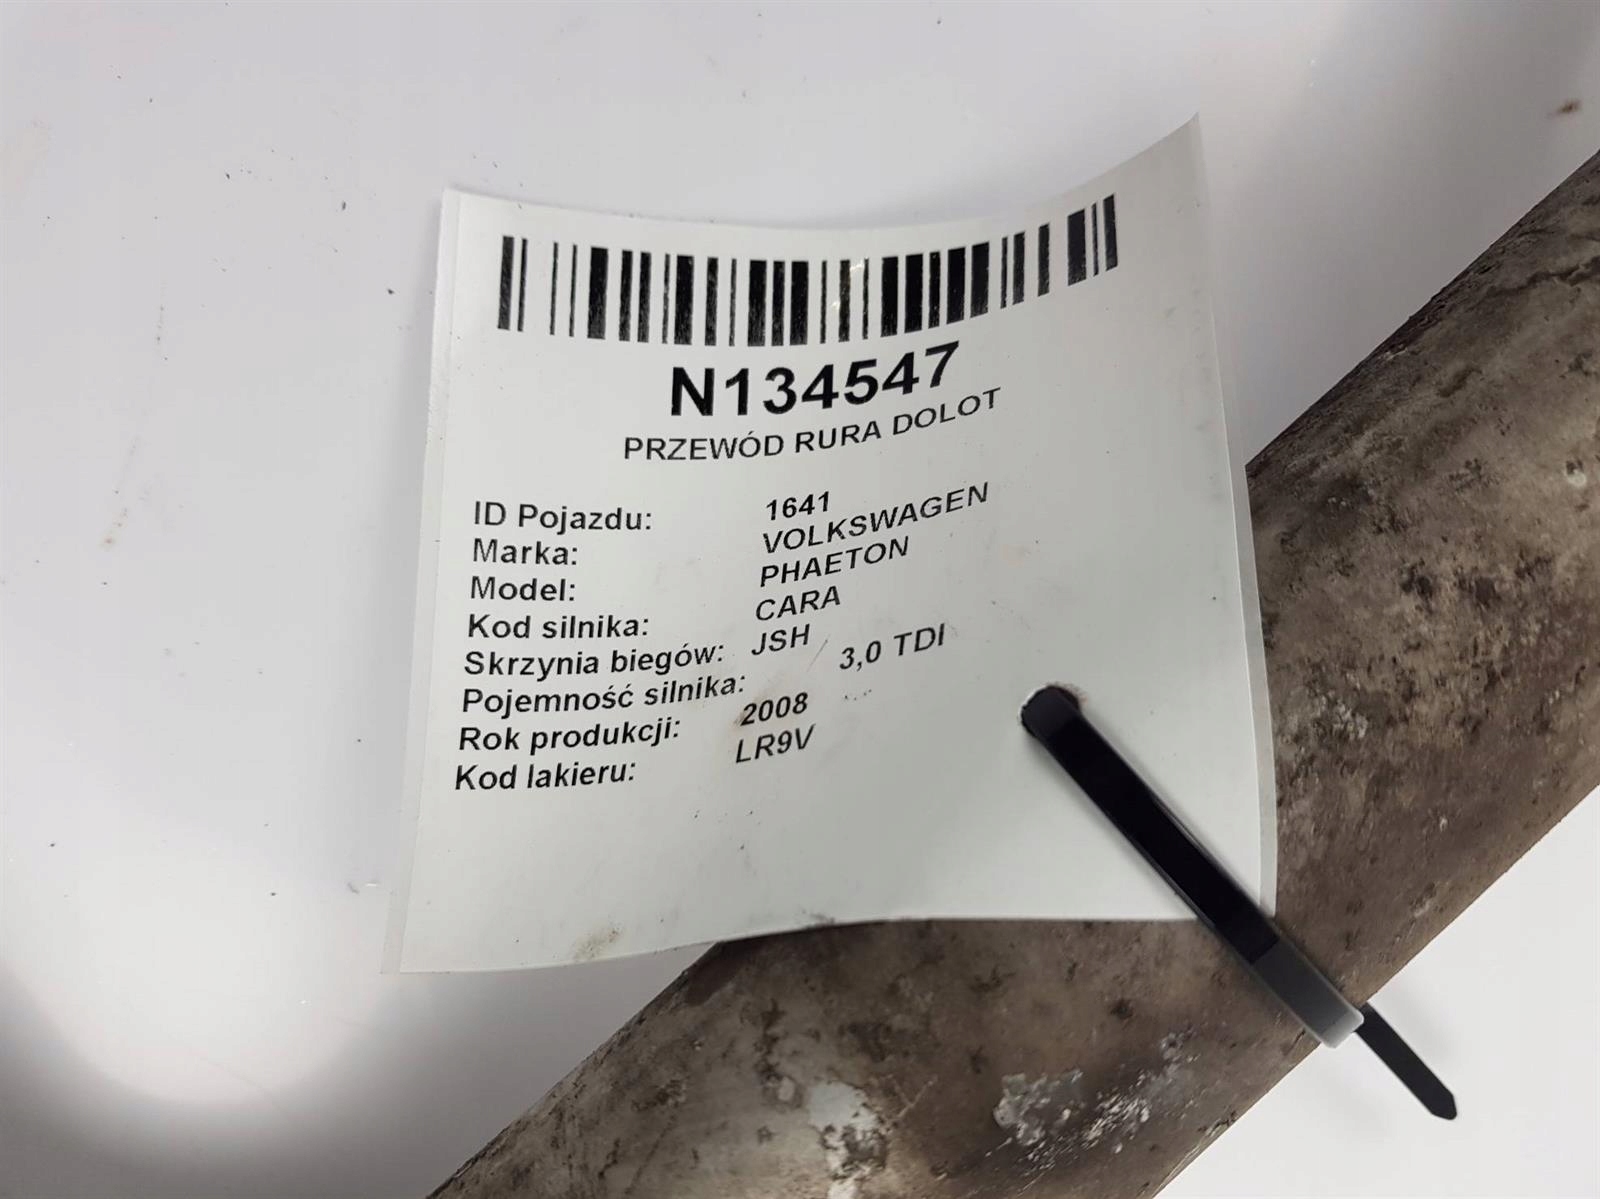 N134547
PRZEWÓD RURA DOLOT
ID Pojazdu: 1641
Marka: VOLKSWAGEN
Model: PHAETON
Kod silnika: CARA
Skrzynia biegów: JSH
Pojemność silnika: 3,0 TDI
Rok produkcji: 2008
Kod lakieru: LR9V